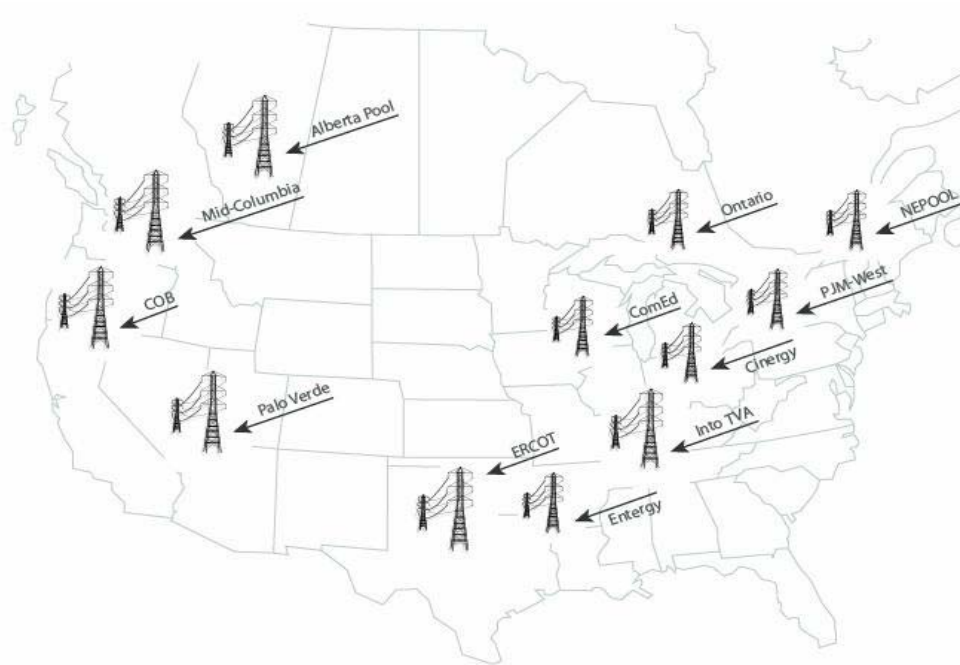 Alberta Pool
Mid-Columbia
Ontario
NEPOOL
COB
ComEd
PJM-West
Cinergy
Palo Verde
Into TVA
ERCOT
Entergy